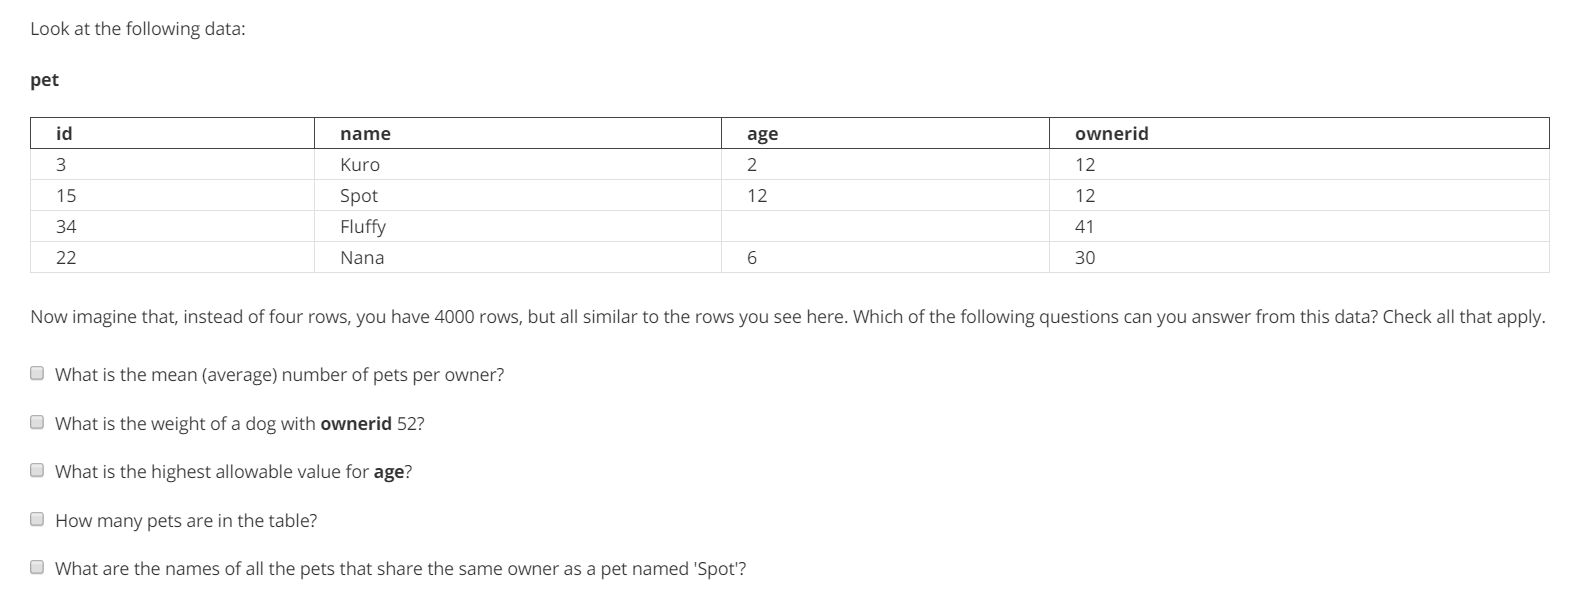 Look at the following data:
pet
id name age ownerid
3 Kuro 2 12
15 Spot 12 12
34 Fluffy 41
22 Nana 6 30
Now imagine that, instead of four rows, you have 4000 rows, but all similar to the rows you see here. Which of the following questions can you answer from this data? Check all that apply.
What is the mean (average) number of pets per owner?
What is the weight of a dog with ownerid 52?
What is the highest allowable value for age?
How many pets are in the table?
What are the names of all the pets that share the same owner as a pet named 'Spot'?